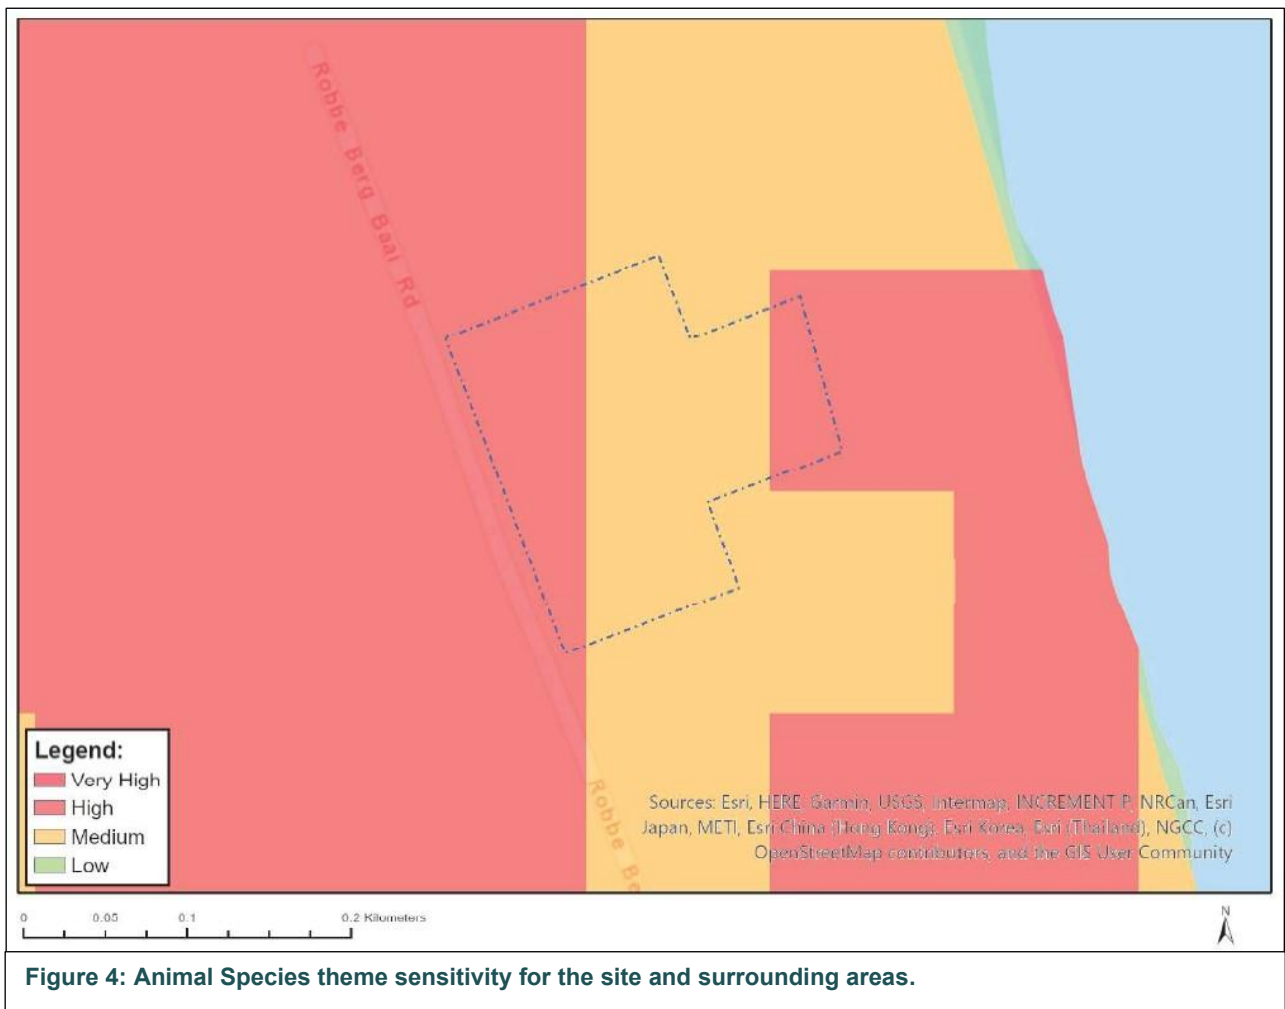 Robbe Berg Baai Rd
Robbe Be
Legend:
Very High
High
Medium
Low
Sources: Esri, HERE, Garmin, USGS, Intermap, INCREMENT P, NRCan, Esri
Japan, METI, Esri China (Hong Kong), Esri Korea, Esri (Thailand), NGCC, (c)
OpenStreetMap contributors, and the GIS User Community
0 0.05 0.1 0.2 Kilometers
N
Figure 4: Animal Species theme sensitivity for the site and surrounding areas.